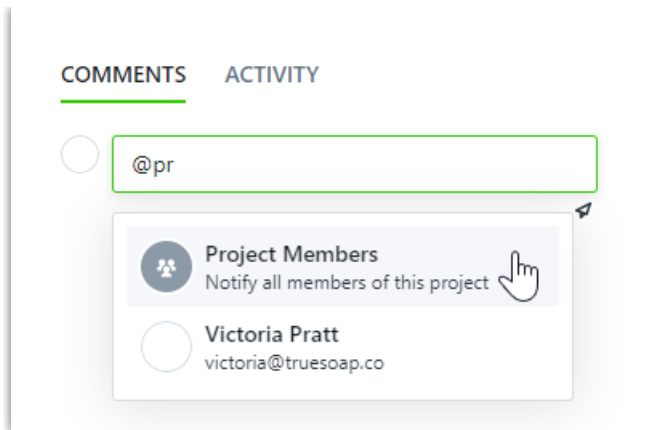 COMMENTS ACTIVITY
@pr
Project Members
Notify all members of this project
Victoria Pratt
victoria@truesoap.co